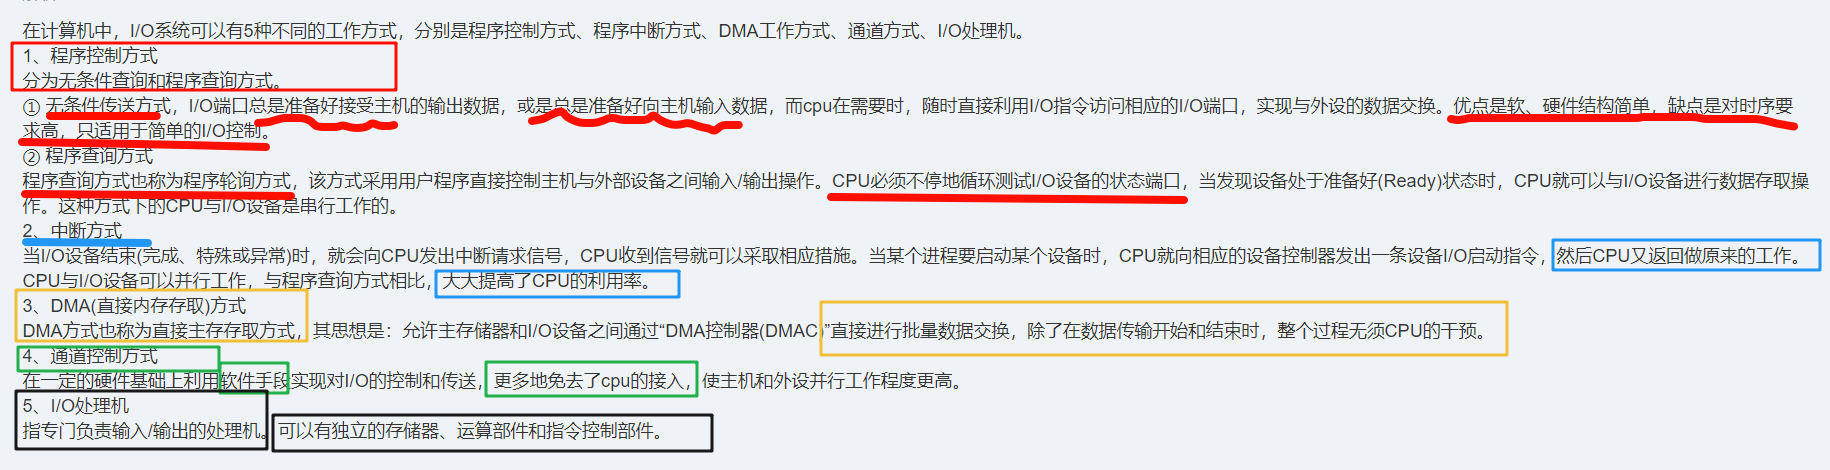 在计算机中，I/O系统可以有5种不同的工作方式，分别是程序控制方式、程序中断方式、DMA工作方式、通道方式、I/O处理机。
1、程序控制方式
分为无条件查询和程序查询方式。
① 无条件传送方式，I/O端口总是准备好接受主机的输出数据，或是总是准备好向主机输入数据，而cpu在需要时，随时直接利用I/O指令访问相应的I/O端口，实现与外设的数据交换。优点是软、硬件结构简单，缺点是对时序要
求高，只适用于简单的I/O控制。
② 程序查询方式
程序查询方式也称为程序轮询方式，该方式采用用户程序直接控制主机与外部设备之间输入/输出操作。CPU必须不停地循环测试I/O设备的状态端口，当发现设备处于准备好(Ready)状态时，CPU就可以与I/O设备进行数据存取操
作。这种方式下的CPU与I/O设备是串行工作的。
2、中断方式
当I/O设备结束(完成、特殊或异常)时，就会向CPU发出中断请求信号，CPU收到信号就可以采取相应措施。当某个进程要启动某个设备时，CPU就向相应的设备控制器发出一条设备I/O启动指令，然后CPU又返回做原来的工作。
CPU与I/O设备可以并行工作，与程序查询方式相比，大大提高了CPU的利用率。
3、DMA(直接内存存取)方式
DMA方式也称为直接主存存取方式，其思想是：允许主存储器和I/O设备之间通过“DMA控制器(DMAC)”直接进行批量数据交换，除了在数据传输开始和结束时，整个过程无须CPU的干预。
4、通道控制方式
在一定的硬件基础上利用软件手段实现对I/O的控制和传送，更多地免去了cpu的接入，使主机和外设并行工作程度更高。
5、I/O处理机
指专门负责输入/输出的处理机。可以有独立的存储器、运算部件和指令控制部件。